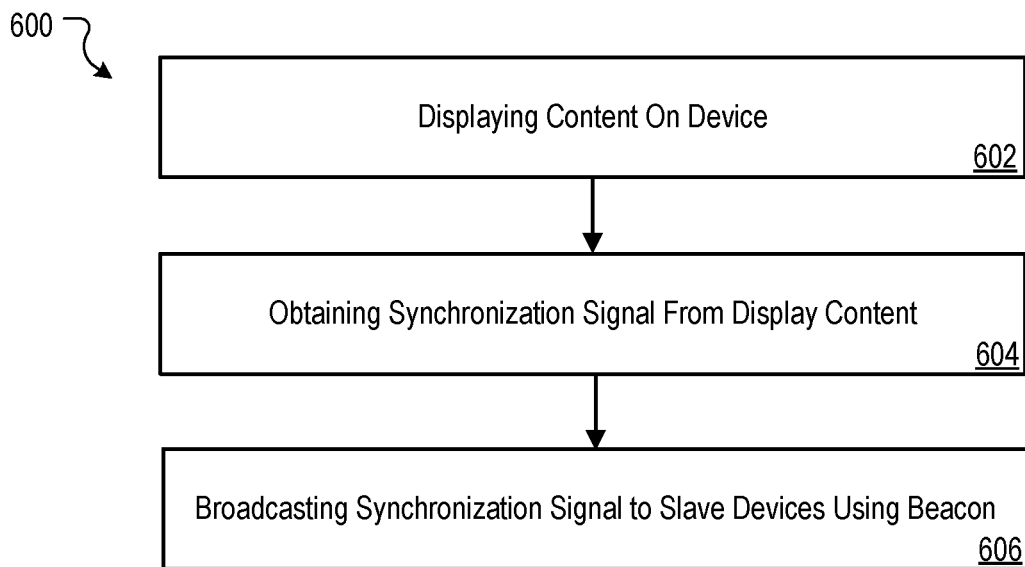 600
Displaying Content On Device
602
Obtaining Synchronization Signal From Display Content
604
Broadcasting Synchronization Signal to Slave Devices Using Beacon
606